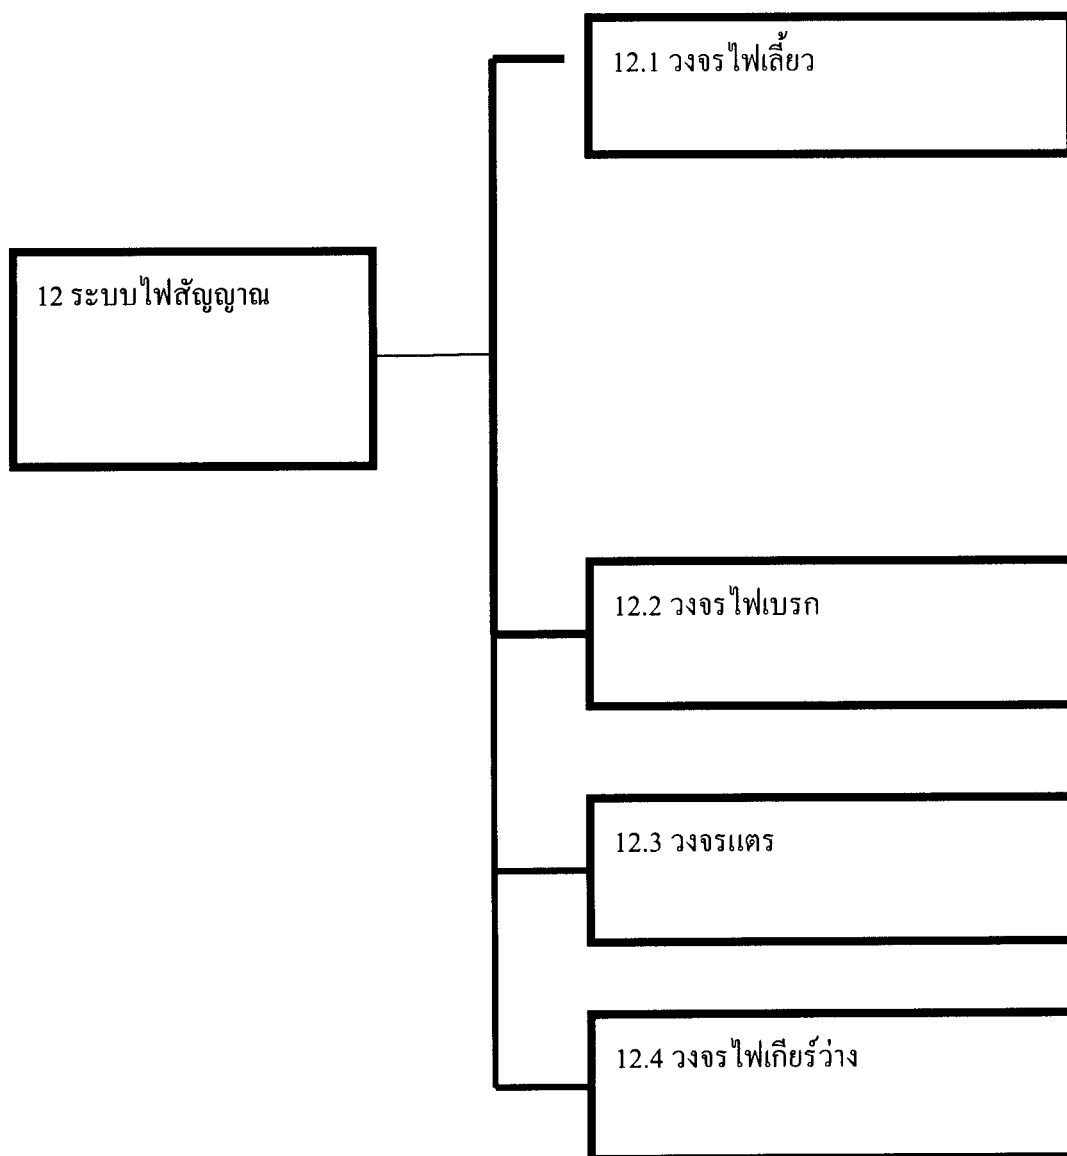 12.1 วงจรไฟเลี้ยว
12 ระบบไฟสัญญาณ
12.2 วงจรไฟเบรก
12.3 วงจรแตร
12.4 วงจรไฟเกียร์ว่าง